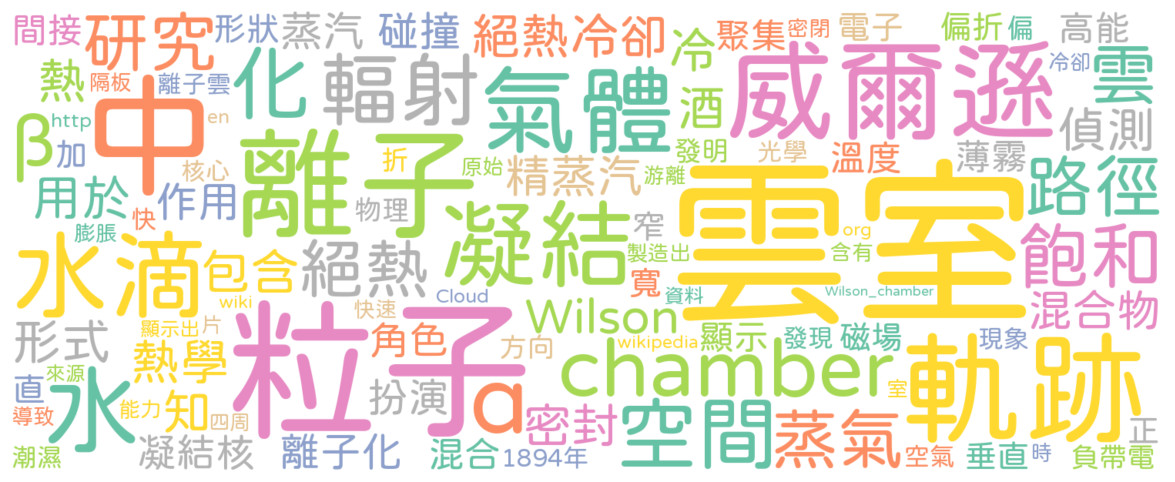 間接 研究 形狀 蒸汽 碰撞 絕熱冷卻 冷 聚集 密閉 電子 偏折 偏 高能
熱 隔板 離子雲 化 輻射 氣體 酒 威爾遜 冷卻 雲
β http 中 en 加 離子 折 原始 精蒸汽 發明 光學 溫度 薄霧 偵測
用於 快 作用 核心 物理 凝結 游離 窄 雲室 路徑
膨脹 水滴 包含 絕熱 製造出 org 含有 飽和
wiki 快速 Cloud 寬 資料 Wilson_chamber 混合物
形式 顯示出 片 粒子 角色 方向 Wilson wikipedia 顯示 發現 磁場 現象
直 來源 熱學 扮演 α chamber 室 軌跡
導致 水 能力 知 四周 密封 空間 蒸氣 正
潮濕 凝結核 離子化 混合 1894年 空氣 垂直 時 負帶電